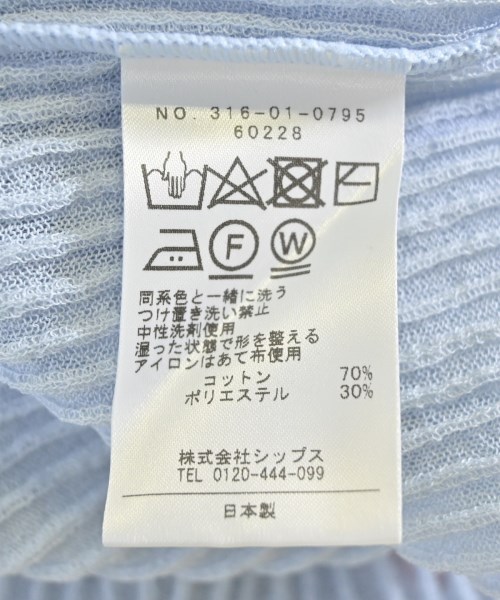 NO. 316-01-0795
60228
F W
同系色と一緒に洗う
つけ置き洗い禁止
中性洗剤使用
湿った状態で形を整える
アイロンはあて布使用
コットン 70%
ポリエステル 30%
株式会社シップス
TEL 0120-444-099
日本製